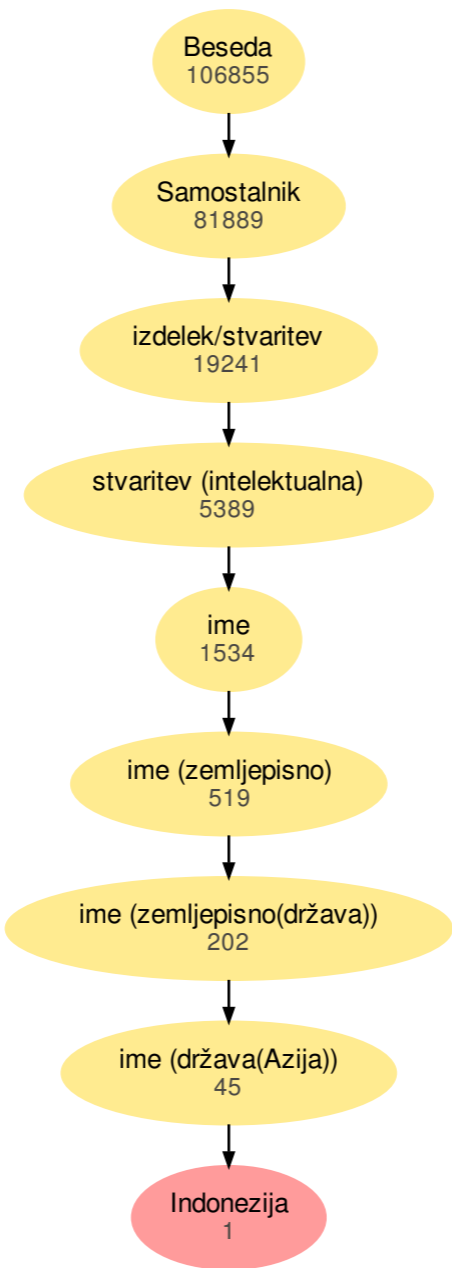 Beseda
106855
Samostalnik
81889
izdelek/stvaritev
19241
stvaritev (intelektualna)
5389
ime
1534
ime (zemljepisno)
519
ime (zemljepisno(država))
202
ime (država(Azija))
45
Indonezija
1